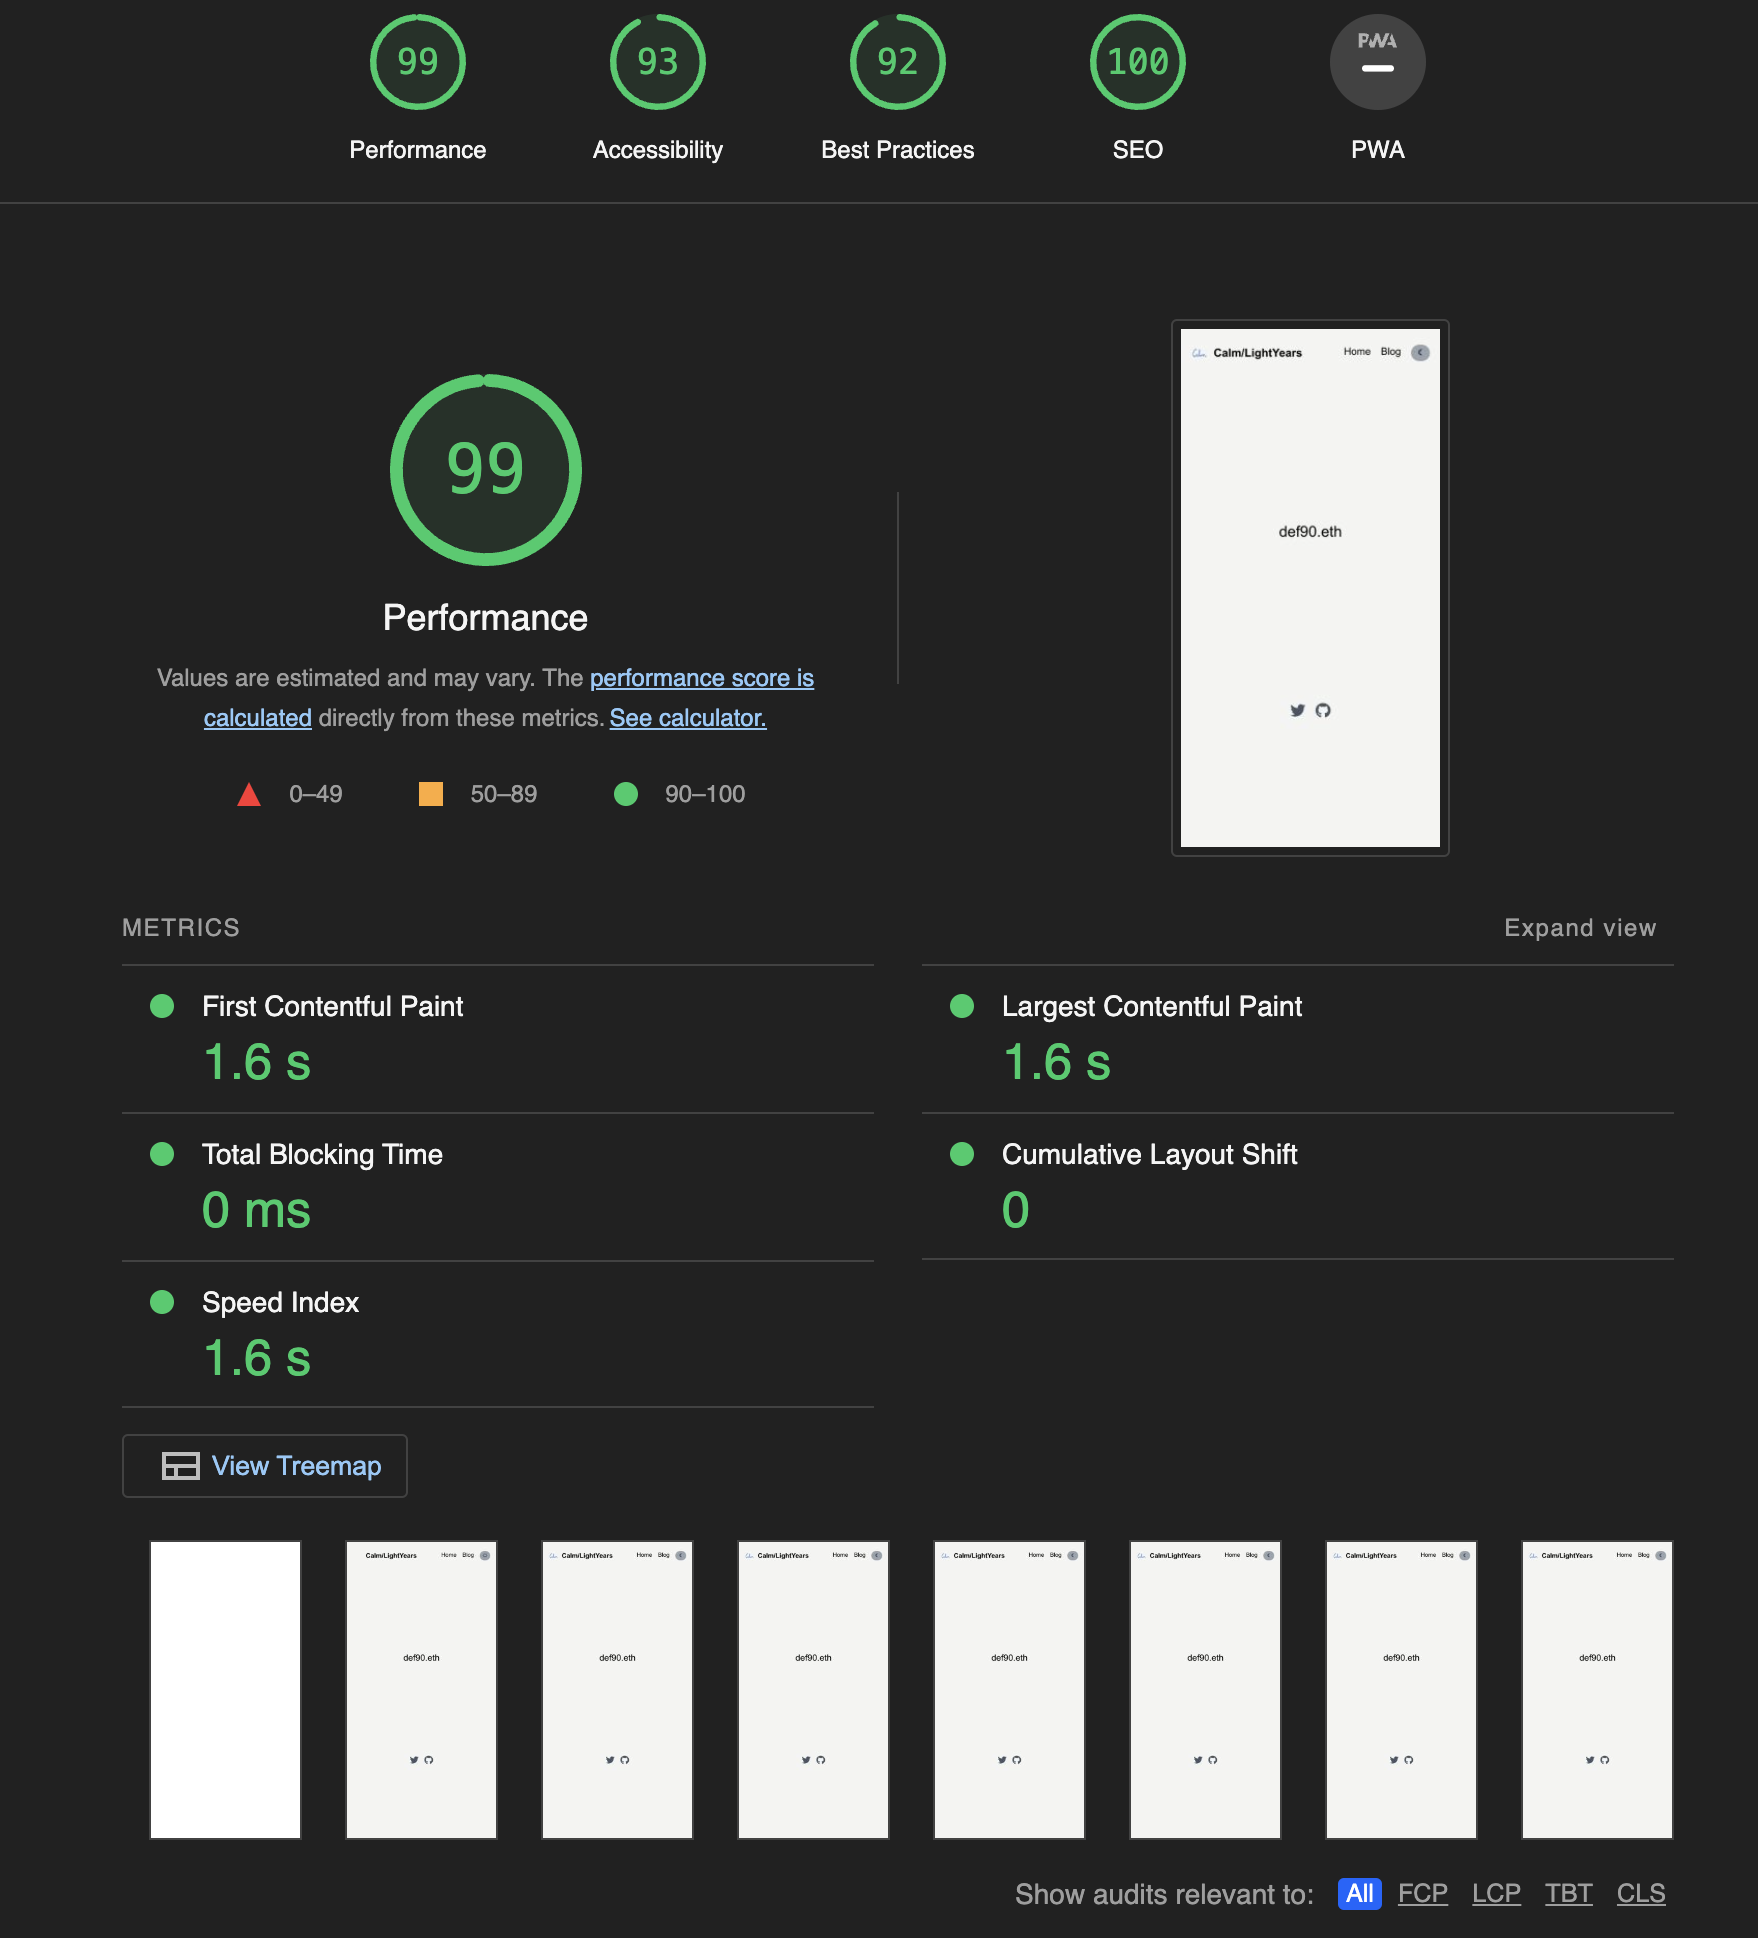 99
93
92
100
PWA
Performance
Accessibility
Best Practices
SEO
PWA
99
Performance
Values are estimated and may vary. The performance score is
calculated directly from these metrics. See calculator.
0–49
50–89
90–100
Calm/LightYears
Home
Blog
def90.eth
METRICS
Expand view
First Contentful Paint
1.6 s
Largest Contentful Paint
1.6 s
Total Blocking Time
0 ms
Cumulative Layout Shift
0
Speed Index
1.6 s
View Treemap
Calm/LightYears Home Blog
def90.eth
Calm/LightYears Home Blog
def90.eth
Calm/LightYears Home Blog
def90.eth
Calm/LightYears Home Blog
def90.eth
Calm/LightYears Home Blog
def90.eth
Calm/LightYears Home Blog
def90.eth
Calm/LightYears Home Blog
def90.eth
Show audits relevant to: All FCP LCP TBT CLS